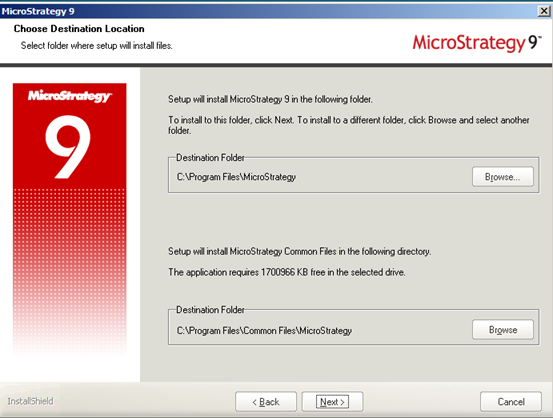 MicroStrategy 9
Choose Destination Location
Select folder where setup will install files.
MicroStrategy 9™
MicroStrategy
9
Setup will install MicroStrategy 9 in the following folder.
To install to this folder, click Next. To install to a different folder, click Browse and select another
folder.
Destination Folder
C:\Program Files\MicroStrategy
Browse...
Setup will install MicroStrategy Common Files in the following directory.
The application requires 1700966 KB free in the selected drive.
Destination Folder
C:\Program Files\Common Files\MicroStrategy
Browse
InstallShield
< Back
Next >
Cancel